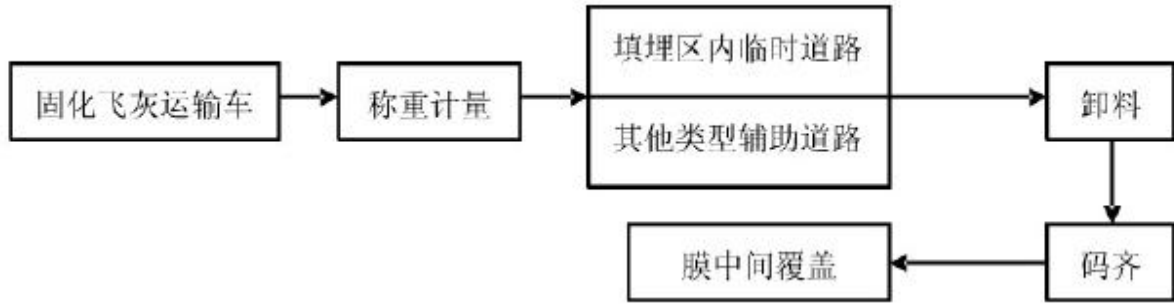 固化飞灰运输车
称重计量
填埋区内临时道路
其他类型辅助道路
卸料
码齐
膜中间覆盖